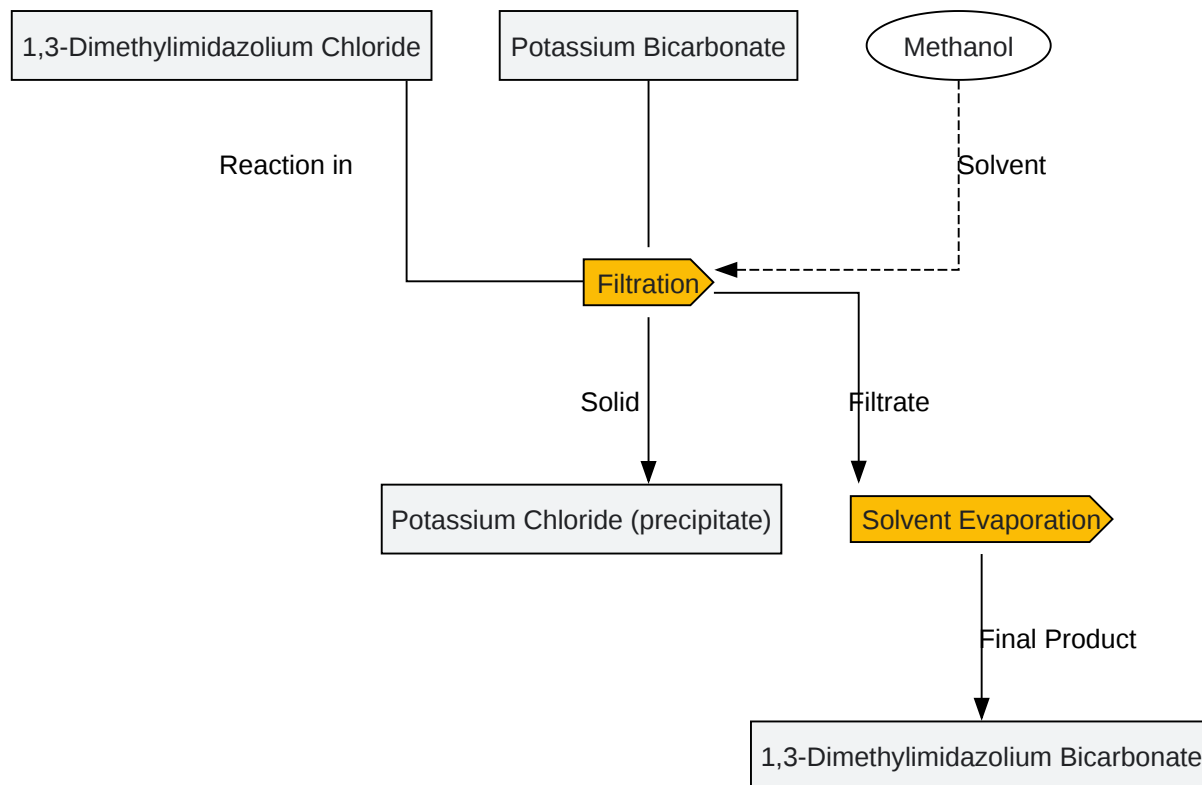 1,3-Dimethylimidazolium Chloride
Potassium Bicarbonate
Methanol
Reaction in
Solvent
Filtration
Solid
Filtrate
Potassium Chloride (precipitate)
Solvent Evaporation
Final Product
1,3-Dimethylimidazolium Bicarbonate